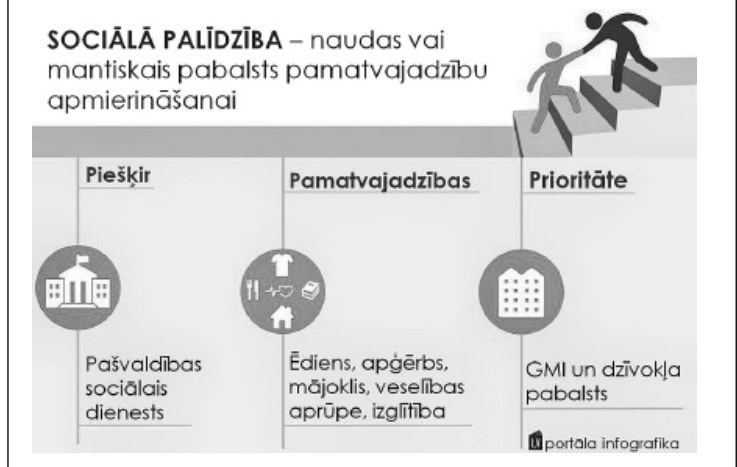 SOCIĀLĀ PALĪDZĪBA – naudas vai
mantiskais pabalsts pamatvajadzību
apmierināšanai
Piešķir
Pašvaldības
sociālais
dienests
Pamatvajadzības
Ēdiens, apģērbs,
mājoklis, veselības
aprūpe, izglītība
Prioritāte
GMI un dzīvokļa
pabalsts
LV portāla infografika